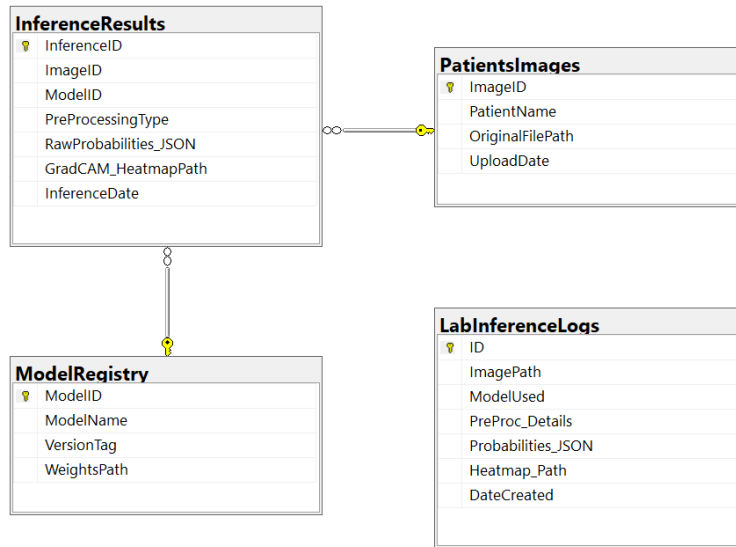 InferenceResults
InferenceID
ImageID
ModelID
PreProcessingType
RawProbabilities_JSON
GradCAM_HeatmapPath
InferenceDate
PatientsImages
ImageID
PatientName
OriginalFilePath
UploadDate
ModelRegistry
ModelID
ModelName
VersionTag
WeightsPath
LabInferenceLogs
ID
ImagePath
ModelUsed
PreProc_Details
Probabilities_JSON
Heatmap_Path
DateCreated